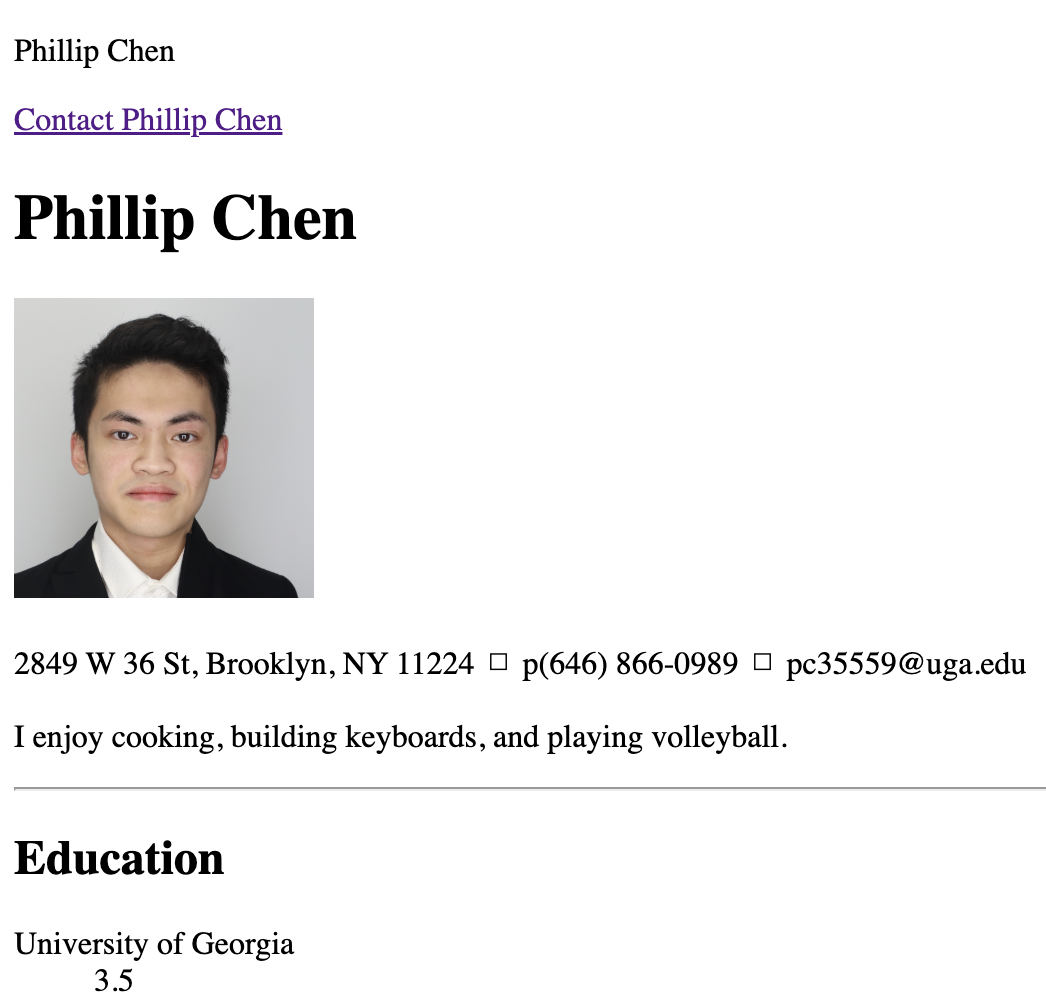 Phillip Chen
Contact Phillip Chen
Phillip Chen
2849 W 36 St, Brooklyn, NY 11224 □ p(646) 866-0989 □ pc35559@uga.edu
I enjoy cooking, building keyboards, and playing volleyball.
Education
University of Georgia
3.5